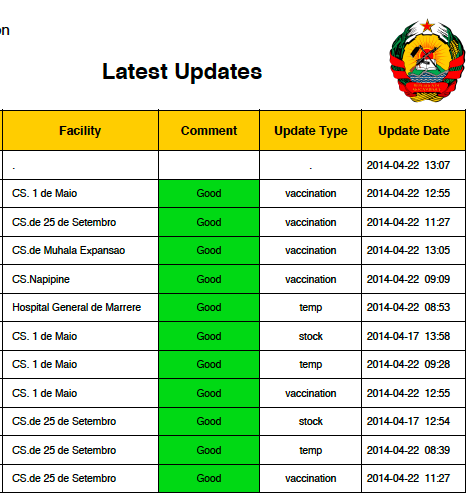 on
Latest Updates
Facility Comment Update Type Update Date
. . 2014-04-22 13:07
CS. 1 de Maio Good vaccination 2014-04-22 12:55
CS.de 25 de Setembro Good vaccination 2014-04-22 11:27
CS.de Muhala Expansao Good vaccination 2014-04-22 13:05
CS.Napipine Good vaccination 2014-04-22 09:09
Hospital General de Marrere Good temp 2014-04-22 08:53
CS. 1 de Maio Good stock 2014-04-17 13:58
CS. 1 de Maio Good temp 2014-04-22 09:28
CS. 1 de Maio Good vaccination 2014-04-22 12:55
CS.de 25 de Setembro Good stock 2014-04-17 12:54
CS.de 25 de Setembro Good temp 2014-04-22 08:39
CS.de 25 de Setembro Good vaccination 2014-04-22 11:27